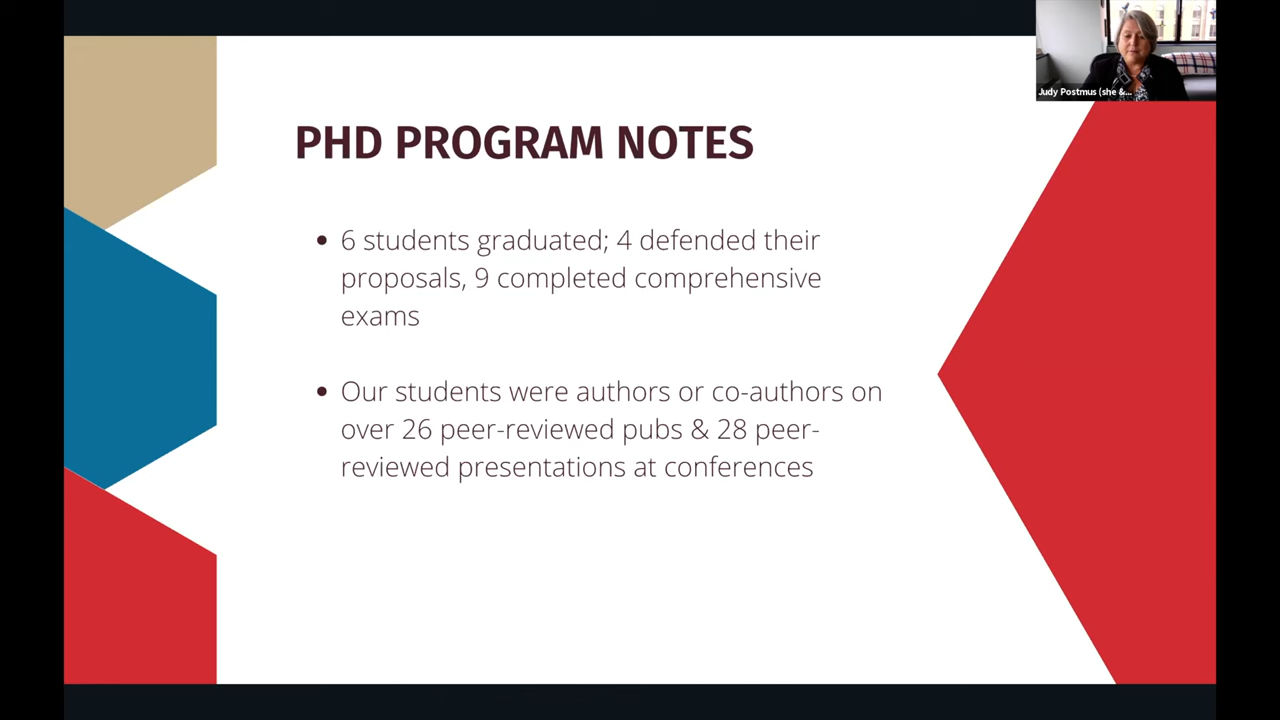 Judy Postmus (she &...
PHD PROGRAM NOTES
• 6 students graduated; 4 defended their
proposals, 9 completed comprehensive
exams
• Our students were authors or co-authors on
over 26 peer-reviewed pubs & 28 peer-
reviewed presentations at conferences